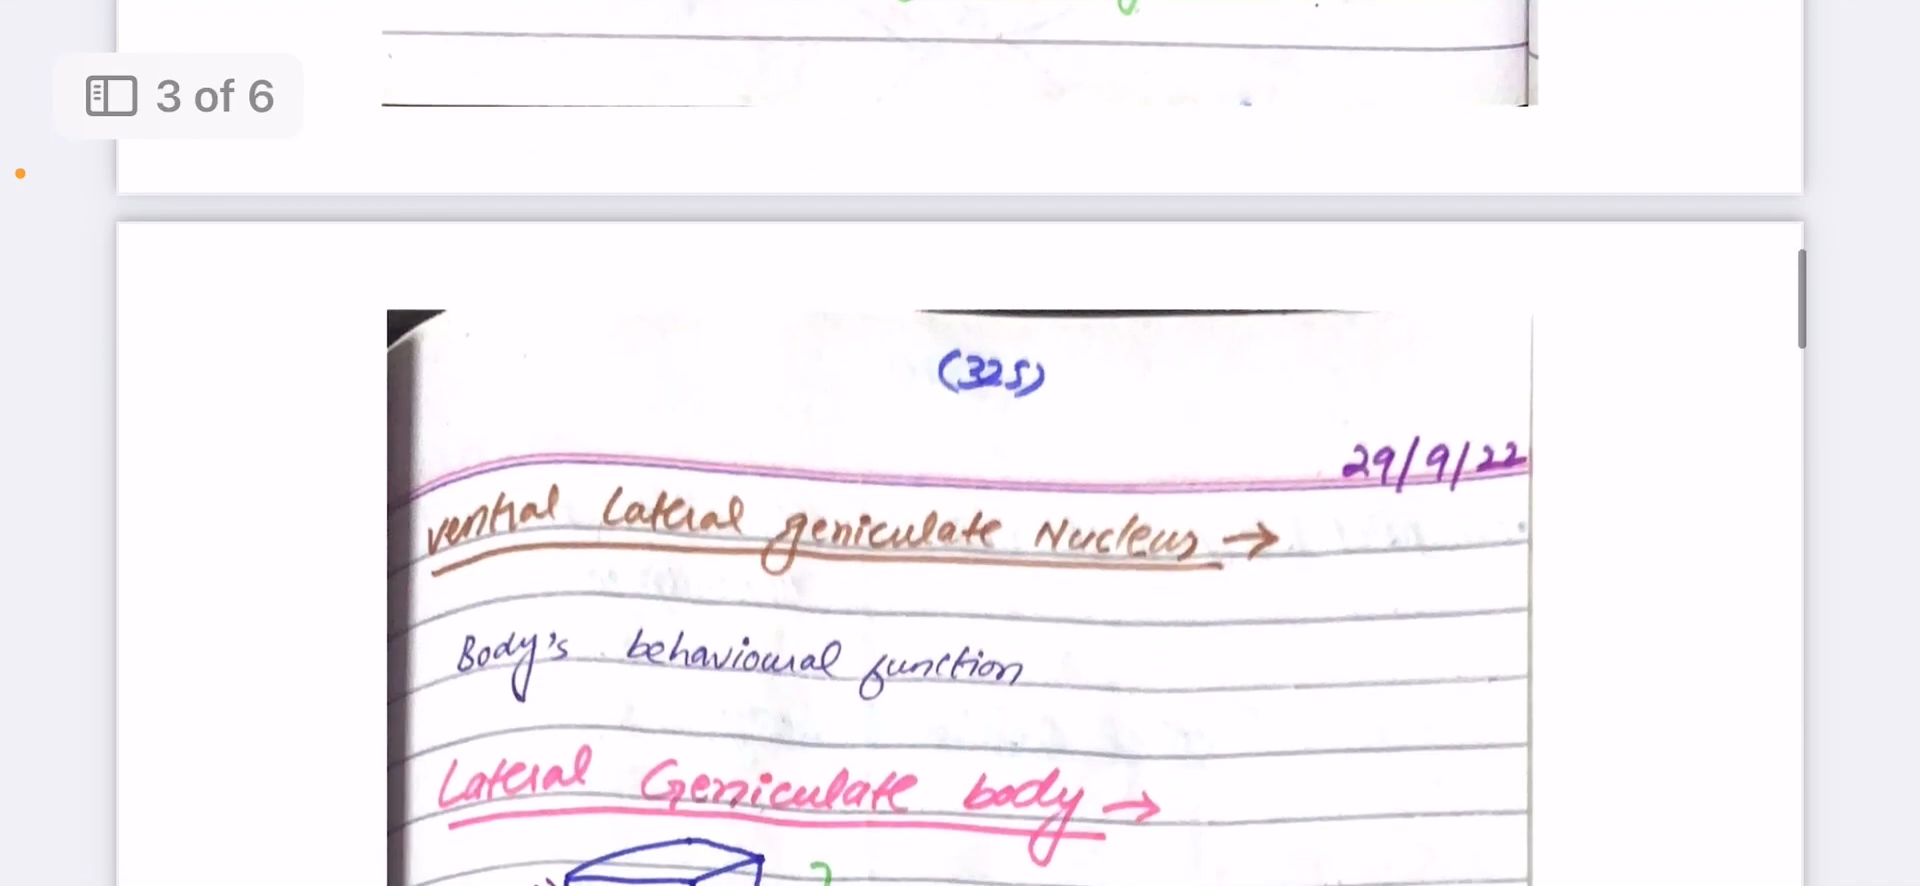 3 of 6
(325)
29/9/22
ventral Lateral geniculate Nucleus →
Body's behavioural function
Lateral Geniculate body →